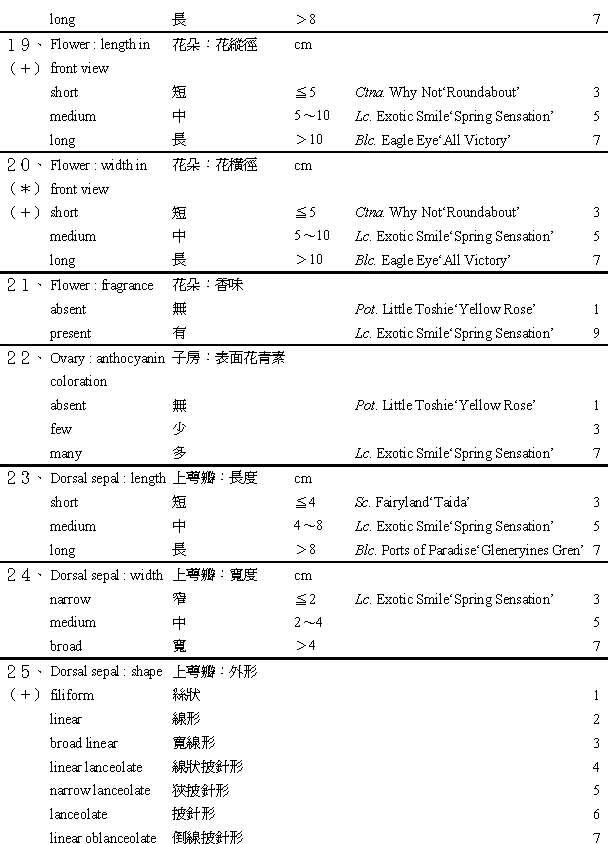 long 長 ＞8 7
１９、Flower : length in 花朵：花縱徑 cm
(＋) front view
short 短 ≦5 Ctna. Why Not‘Roundabout’ 3
medium 中 5～10 Lc. Exotic Smile‘Spring Sensation’ 5
long 長 ＞10 Blc. Eagle Eye‘All Victory’ 7
２０、Flower : width in 花朵：花橫徑 cm
(＊) front view
(＋) short 短 ≦5 Ctna. Why Not‘Roundabout’ 3
medium 中 5～10 Lc. Exotic Smile‘Spring Sensation’ 5
long 長 ＞10 Blc. Eagle Eye‘All Victory’ 7
２１、Flower : fragrance 花朵：香味
absent 無 Pot. Little Toshie‘Yellow Rose’ 1
present 有 Lc. Exotic Smile‘Spring Sensation’ 9
２２、Ovary : anthocyanin 子房：表面花青素
coloration
absent 無 Pot. Little Toshie‘Yellow Rose’ 1
few 少 3
many 多 Lc. Exotic Smile‘Spring Sensation’ 7
２３、Dorsal sepal : length 上萼瓣：長度 cm
short 短 ≦4 Sc. Fairyland‘Taida’ 3
medium 中 4～8 Lc. Exotic Smile‘Spring Sensation’ 5
long 長 ＞8 Blc. Ports of Paradise‘Gleneryines Gren’ 7
２４、Dorsal sepal : width 上萼瓣：寬度 cm
narrow 窄 ≦2 Lc. Exotic Smile‘Spring Sensation’ 3
medium 中 2～4 5
broad 寬 ＞4 7
２５、Dorsal sepal : shape 上萼瓣：外形
(＋) filiform 絲狀 1
linear 線形 2
broad linear 寬線形 3
linear lanceolate 線狀披針形 4
narrow lanceolate 狹披針形 5
lanceolate 披針形 6
linear oblanceolate 倒線披針形 7